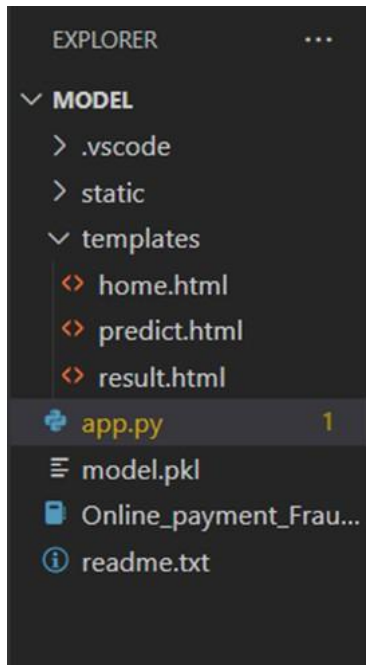 EXPLORER ...
MODEL
.vscode
static
templates
home.html
predict.html
result.html
app.py 1
model.pkl
Online_payment_Frau...
readme.txt